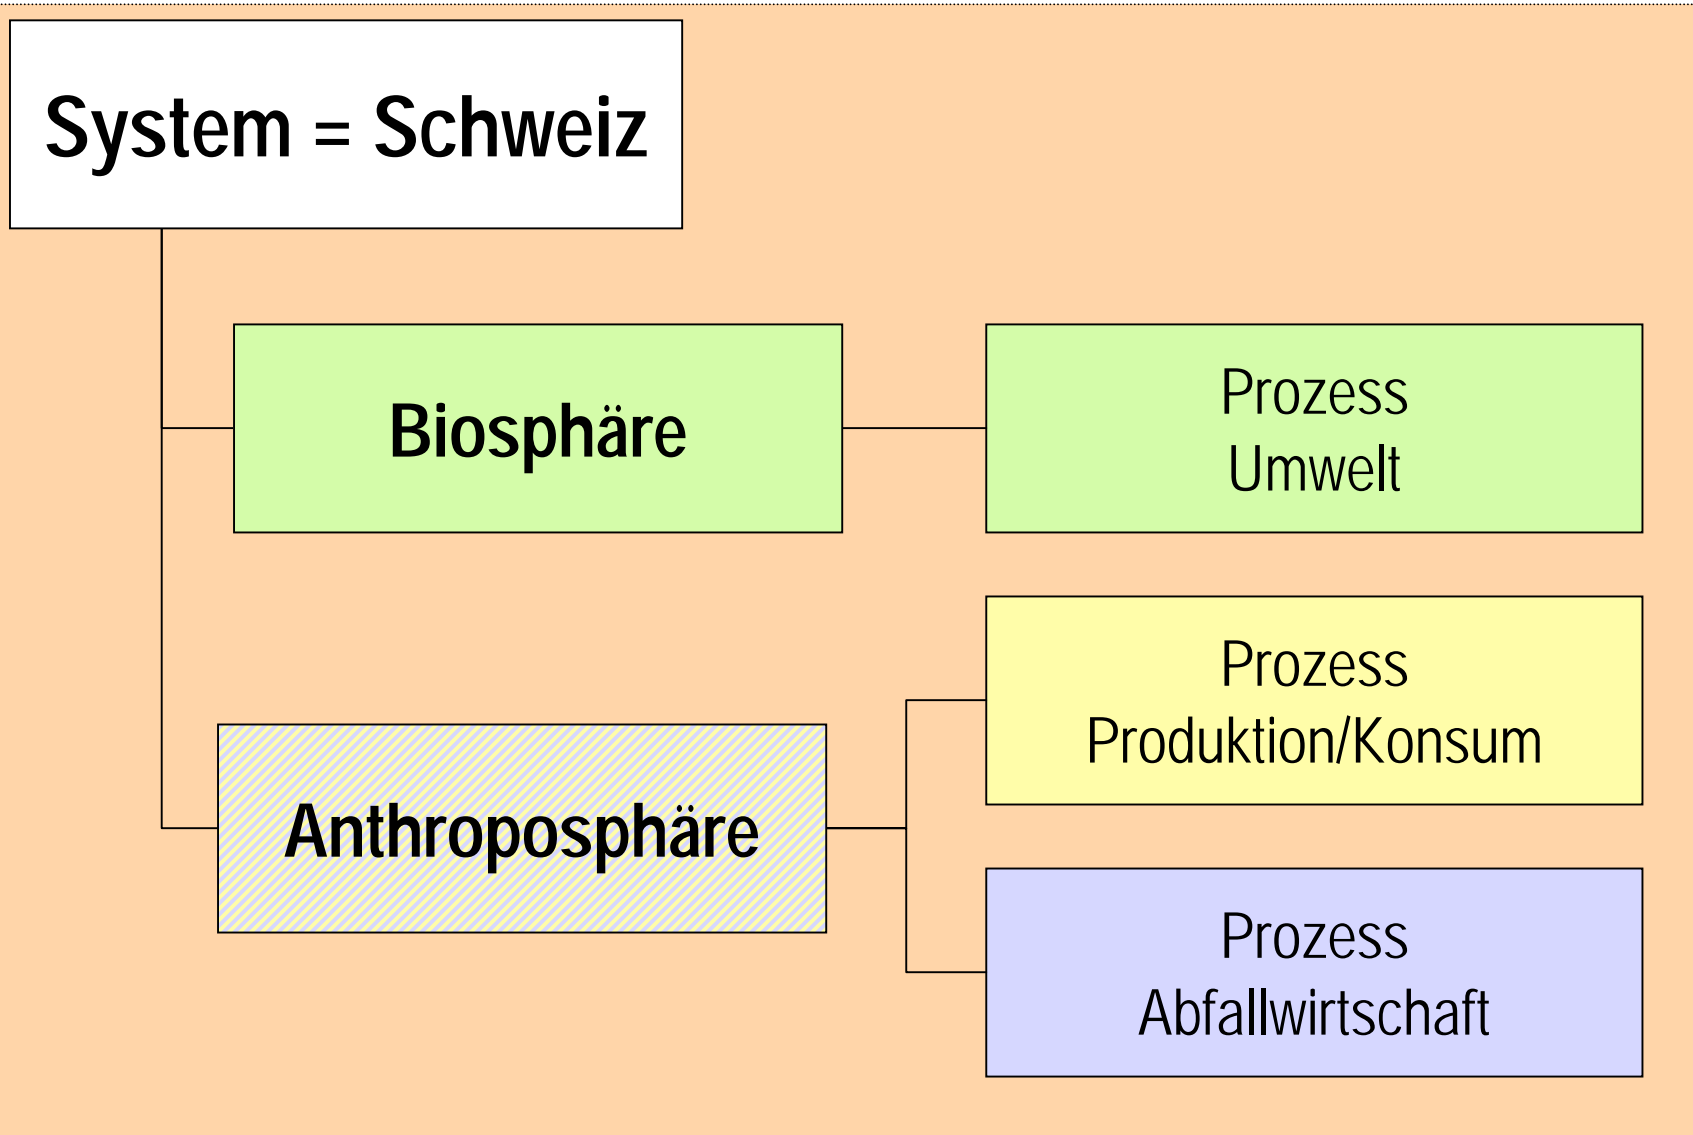 System = Schweiz
Biosphäre
Prozess
Umwelt
Prozess
Produktion/Konsum
Anthroposphäre
Prozess
Abfallwirtschaft